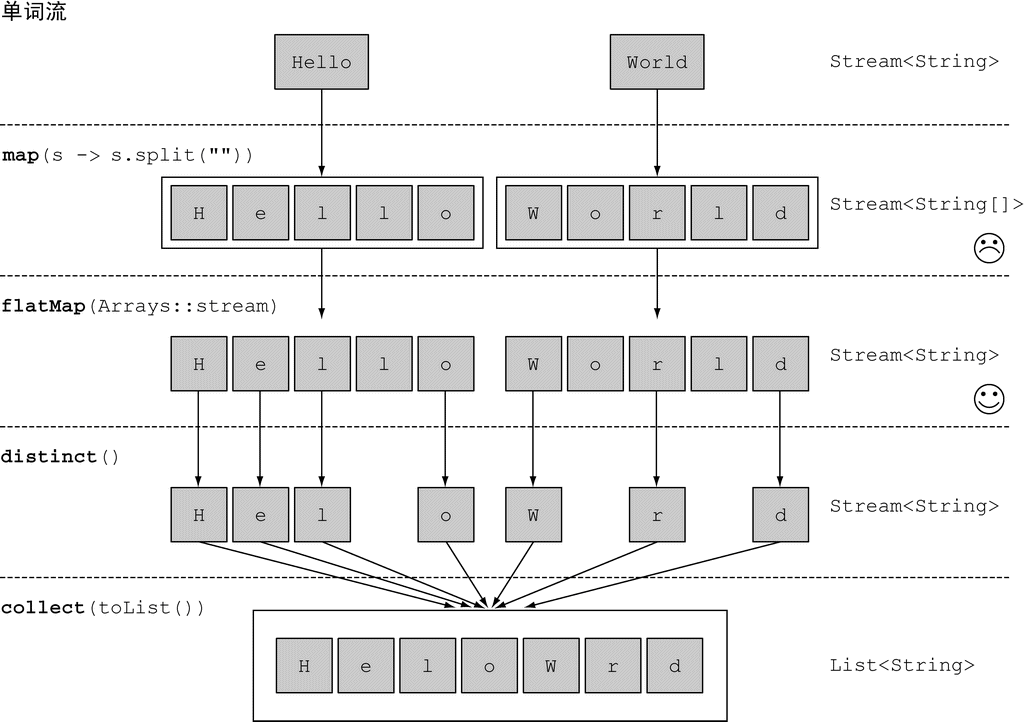 单词流
Hello World Stream<String>
map(s -> s.split(""))
H e l l o W o r l d Stream<String[]>
flatMap(Arrays::stream)
H e l l o W o r l d Stream<String>
distinct()
H e l o W r d Stream<String>
collect(toList())
H e l o W r d List<String>